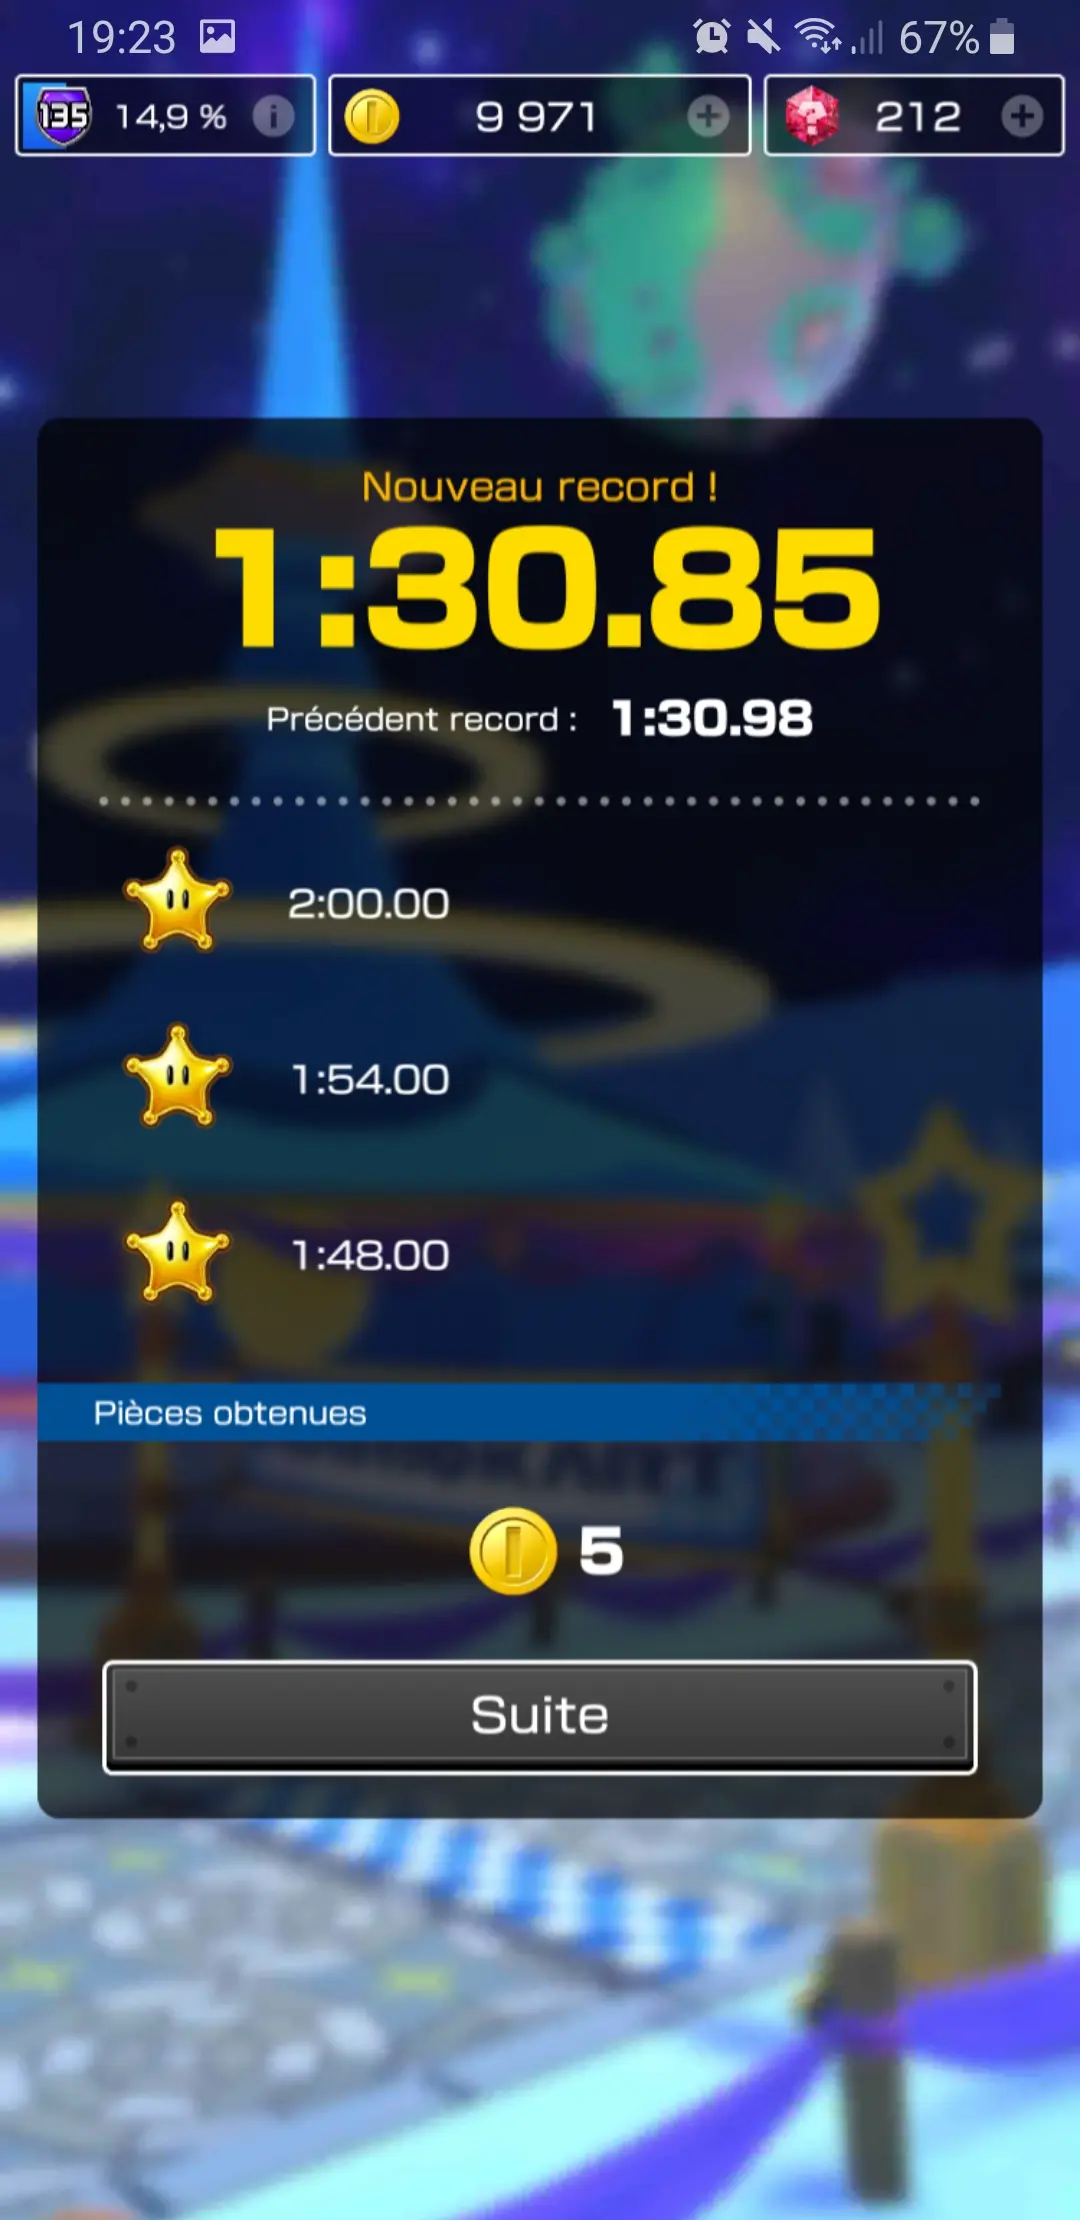 19:23 67%
135 14,9 % 9 971 212
Nouveau record !
1:30.85
Précédent record : 1:30.98
2:00.00
1:54.00
1:48.00
Pièces obtenues
5
Suite